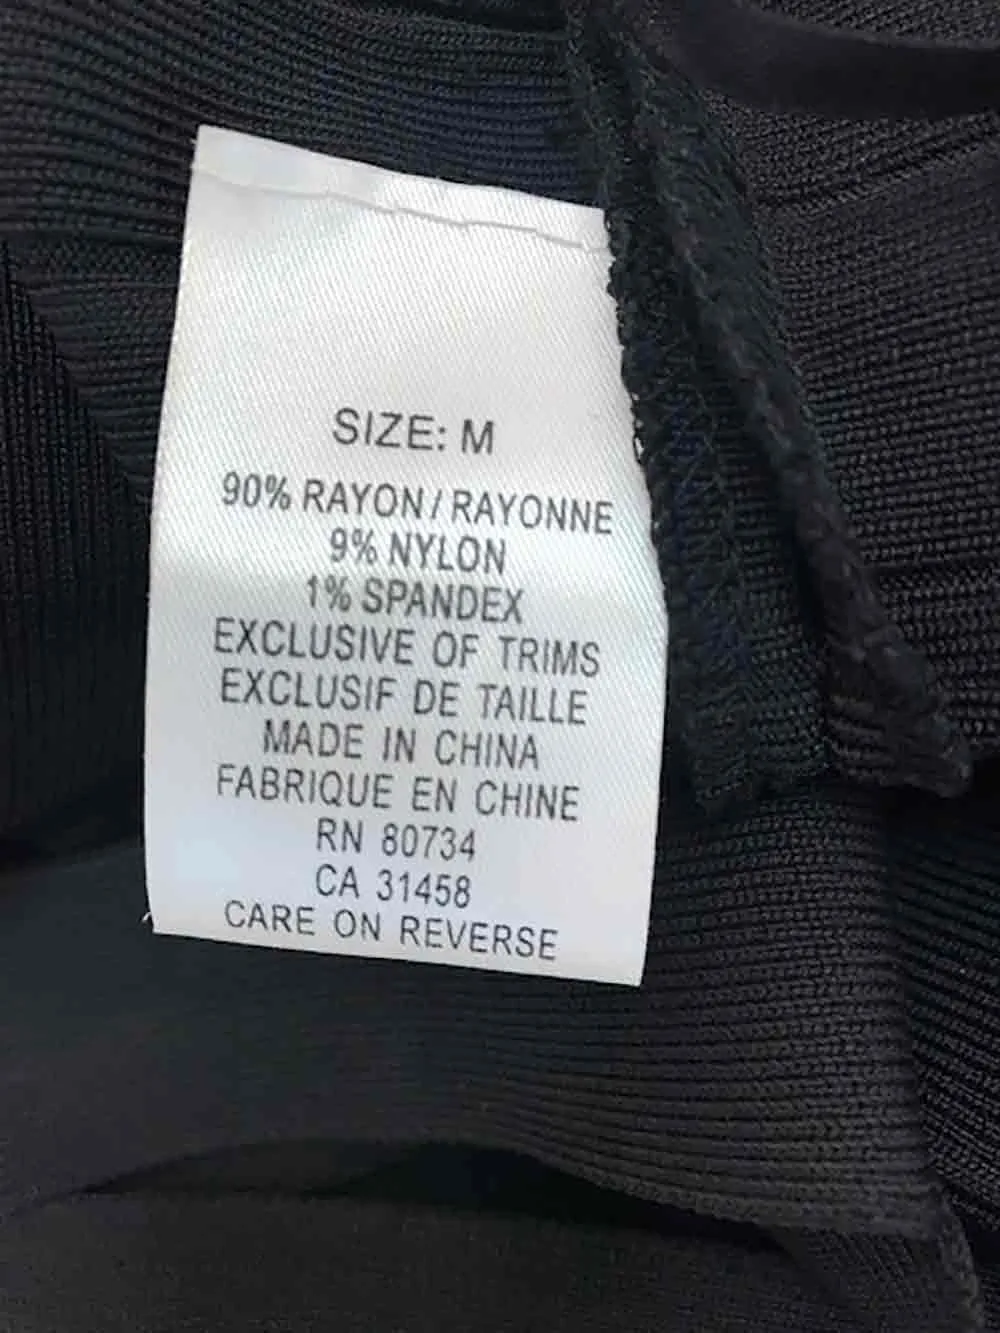 SIZE: M
90% RAYON / RAYONNE
9% NYLON
1% SPANDEX
EXCLUSIVE OF TRIMS
EXCLUSIF DE TAILLE
MADE IN CHINA
FABRIQUE EN CHINE
RN 80734
CA 31458
CARE ON REVERSE